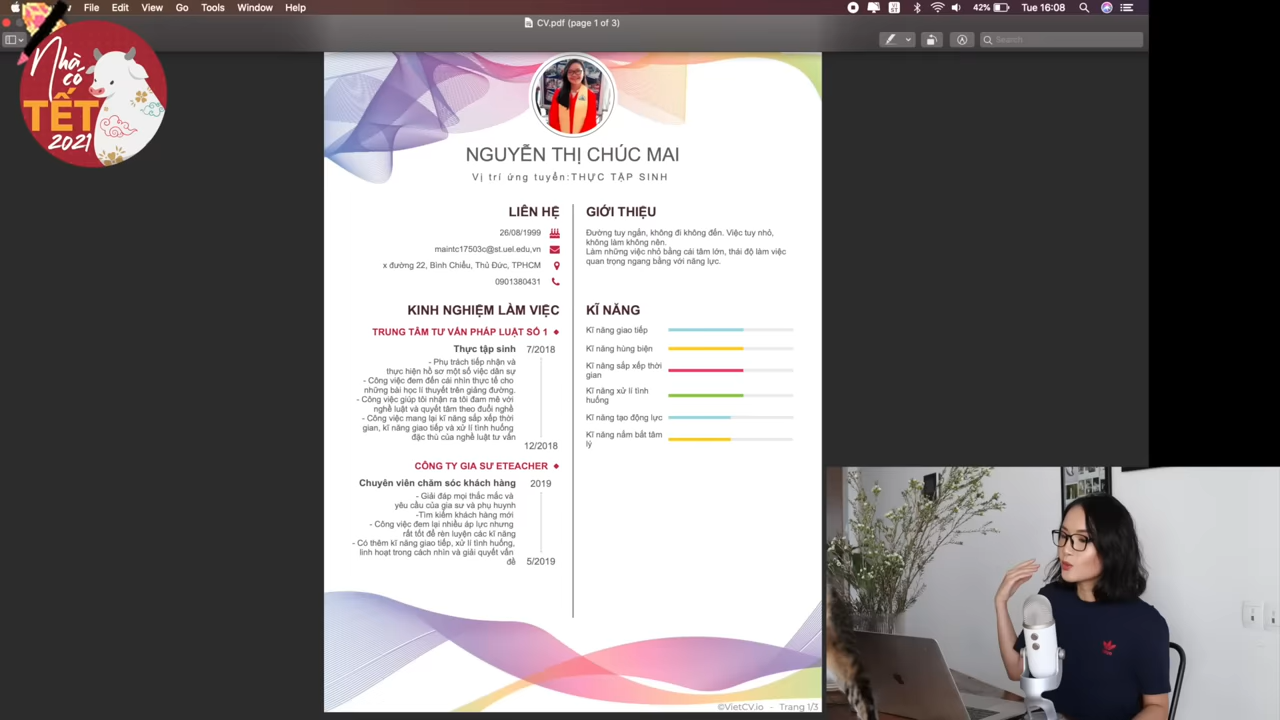 File Edit View Go Tools Window Help
42% Tue 16:08
CV.pdf (page 1 of 3)
Search
Nhà
có
TẾT
2021
NGUYỄN THỊ CHÚC MAI
Vị trí ứng tuyển:THỰC TẬP SINH
LIÊN HỆ
26/08/1999
maintc17503c@st.uel.edu,vn
x đường 22, Bình Chiểu, Thủ Đức, TPHCM
0901380431
KINH NGHIỆM LÀM VIỆC
TRUNG TÂM TƯ VẤN PHÁP LUẬT SỐ 1
Thực tập sinh 7/2018
- Phụ trách tiếp nhận và
thực hiện hồ sơ một số việc dân sự
- Công việc đem đến cái nhìn thực tế cho
những bài học lí thuyết trên giảng đường.
- Công việc giúp tôi nhận ra tôi đam mê với
nghề luật và quyết tâm theo đuổi nghề
- Công việc mang lại kĩ năng sắp xếp thời
gian, kĩ năng giao tiếp và xử lí tình huống
đặc thù của nghề luật tư vấn
12/2018
CÔNG TY GIA SƯ ETEACHER
Chuyên viên chăm sóc khách hàng 2019
- Giải đáp mọi thắc mắc và
yêu cầu của gia sư và phụ huynh
-Tìm kiếm khách hàng mới
- Công việc đem lại nhiều áp lực nhưng
rất tốt để rèn luyện các kĩ năng
- Có thêm kĩ năng giao tiếp, xử lí tình huống,
linh hoạt trong cách nhìn và giải quyết vấn
đề
5/2019
GIỚI THIỆU
Đường tuy ngắn, không đi không đến. Việc tuy nhỏ,
không làm không nên.
Làm những việc nhỏ bằng cái tâm lớn, thái độ làm việc
quan trọng ngang bằng với năng lực.
KĨ NĂNG
Kĩ năng giao tiếp
Kĩ năng hùng biện
Kĩ năng sắp xếp thời
gian
Kĩ năng xử lí tình
huống
Kĩ năng tạo động lực
Kĩ năng nắm bắt tâm
lý
©VietCV.io - Trang 1/3